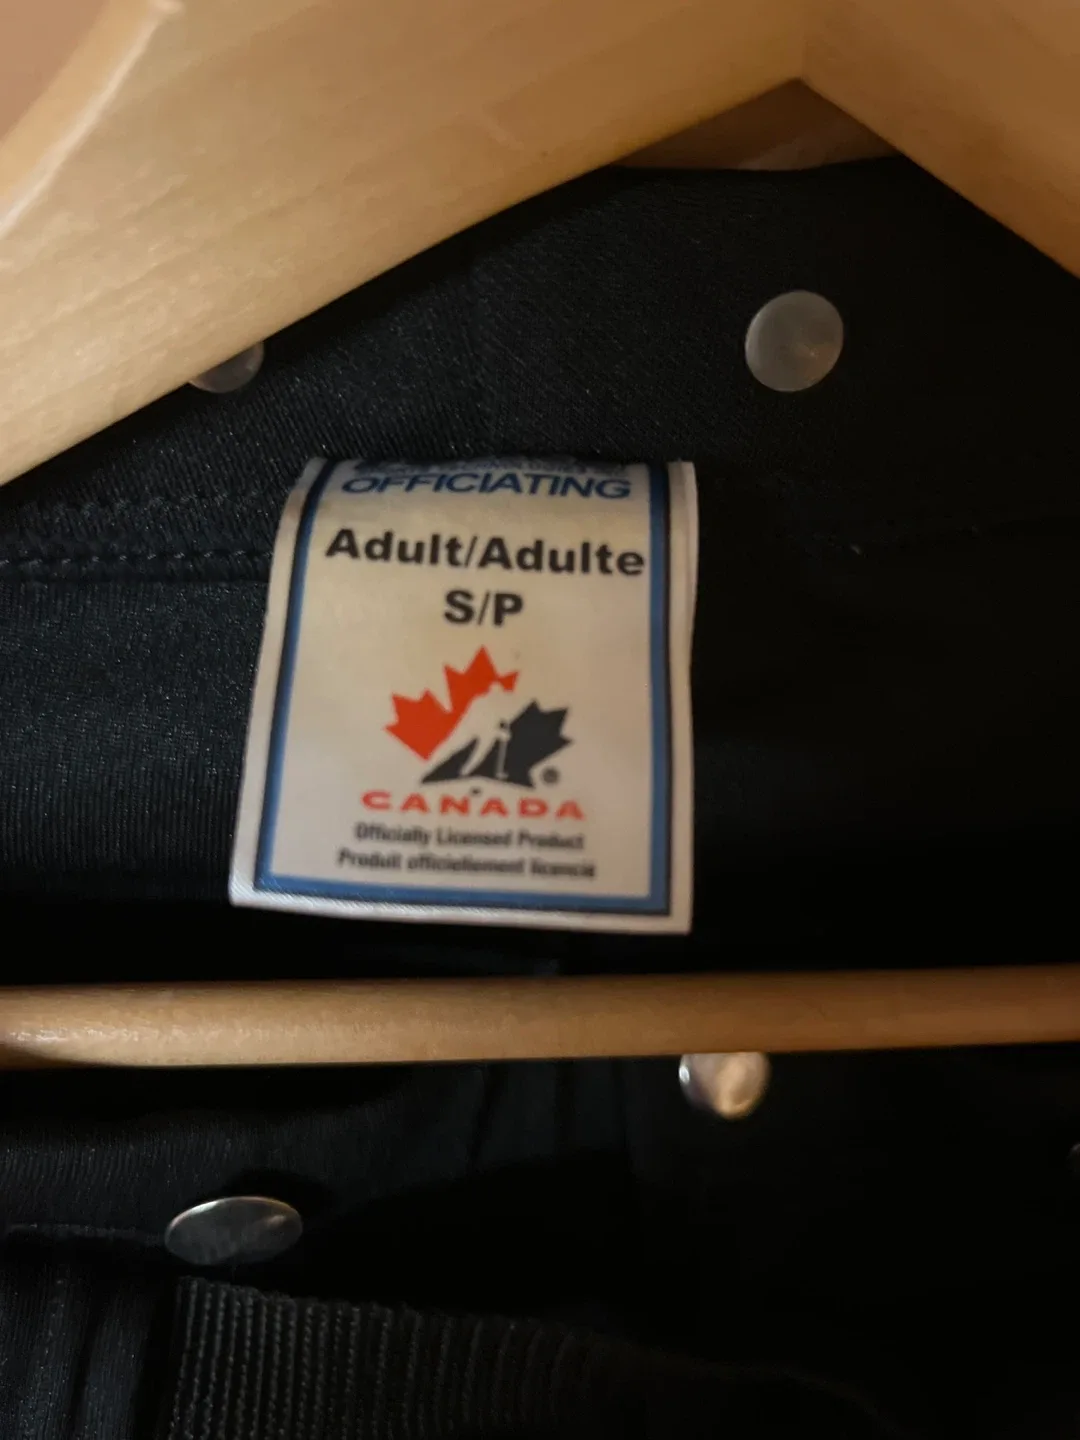 OFFICIATING
Adult/Adulte
S/P
®
CANADA
Officially Licensed Product
Produit officiellement licencié